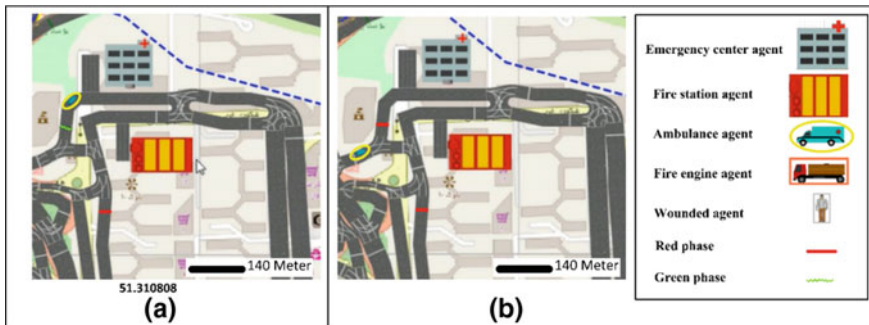 140 Meter
51.310808
(a)
140 Meter
(b)
Emergency center agent
Fire station agent
Ambulance agent
Fire engine agent
Wounded agent
Red phase
Green phase